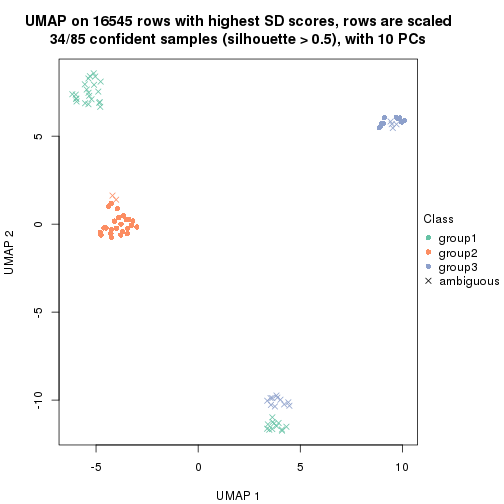 UMAP on 16545 rows with highest SD scores, rows are scaled
34/85 confident samples (silhouette > 0.5), with 10 PCs
5
0
-5
-10
UMAP 2
-5
0
5
10
UMAP 1
Class
group1
group2
group3
ambiguous